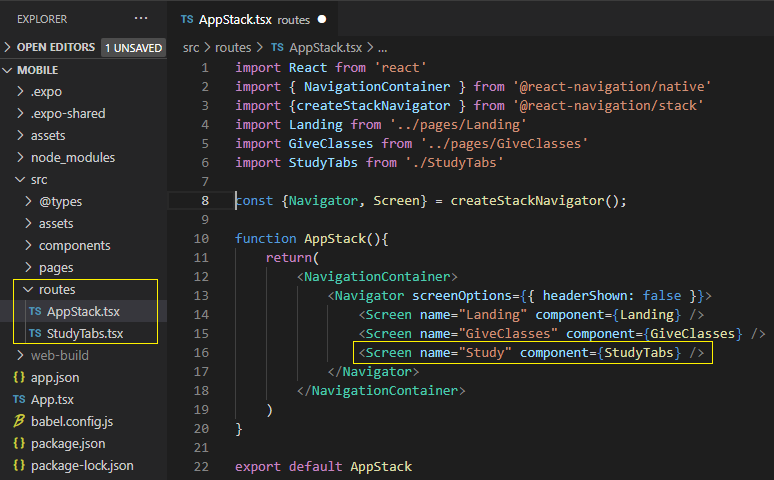 EXPLORER ...
OPEN EDITORS 1 UNSAVED
MOBILE
.expo
.expo-shared
assets
node_modules
src
@types
assets
components
pages
routes
TS AppStack.tsx
TS StudyTabs.tsx
web-build
{} app.json
TS App.tsx
babel.config.js
{} package.json
{} package-lock.json
TS AppStack.tsx routes
src > routes > TS AppStack.tsx > ...
1 import React from 'react'
2 import { NavigationContainer } from '@react-navigation/native'
3 import {createStackNavigator } from '@react-navigation/stack'
4 import Landing from '../pages/Landing'
5 import GiveClasses from '../pages/GiveClasses'
6 import StudyTabs from './StudyTabs'
7
8 const {Navigator, Screen} = createStackNavigator();
9
10 function AppStack(){
11 return(
12 <NavigationContainer>
13 <Navigator screenOptions={{ headerShown: false }}>
14 <Screen name="Landing" component={Landing} />
15 <Screen name="GiveClasses" component={GiveClasses} />
16 <Screen name="Study" component={StudyTabs} />
17 </Navigator>
18 </NavigationContainer>
19 )
20 }
21
22 export default AppStack